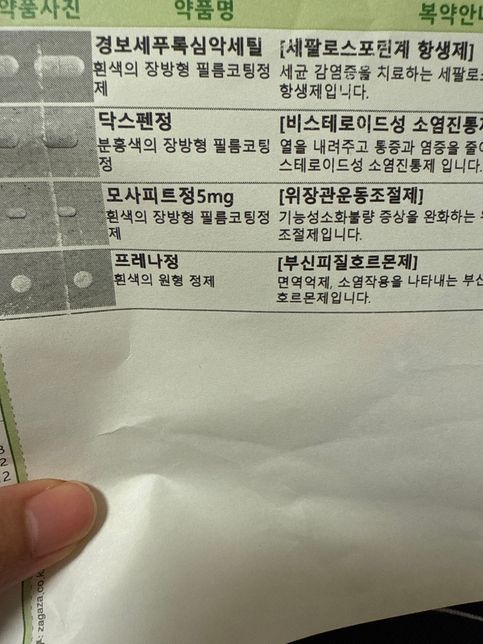 약품사진 약품명 복약안내
경보세푸록심악세틸 [세팔로스포린계 항생제]
흰색의 장방형 필름코팅정 세균 감염증을 치료하는 세팔로스
제 항생제입니다.
닥스펜정 [비스테로이드성 소염진통제
분홍색의 장방형 필름코팅 열을 내려주고 통증과 염증을 줄이
정 스테로이드성 소염진통제 입니다.
모사피트정5mg [위장관운동조절제]
흰색의 장방형 필름코팅정 기능성소화불량 증상을 완화하는
제 조절제입니다.
프레나정 [부신피질호르몬제]
흰색의 원형 정제 면역억제, 소염작용을 나타내는 부신
호르몬제입니다.
2
2
zagaza.co.k